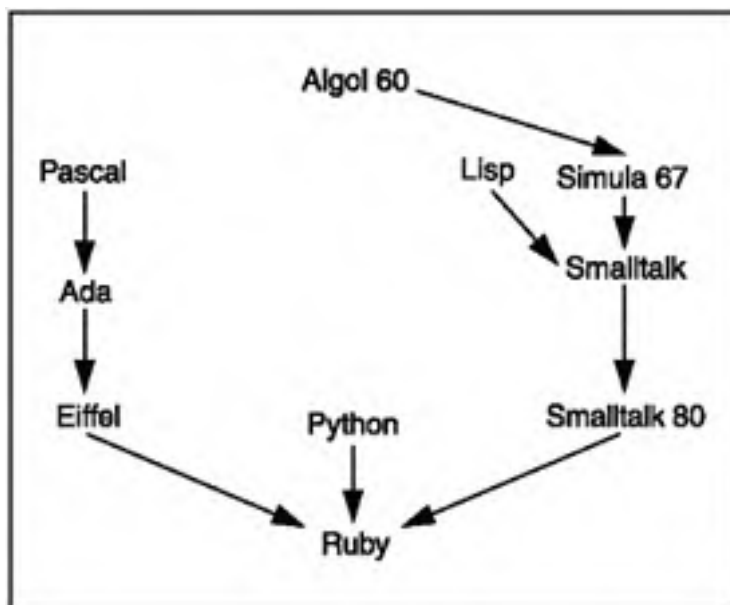 Algol 60
Pascal
Lisp
Simula 67
Ada
Smalltalk
Eiffel
Python
Smalltalk 80
Ruby